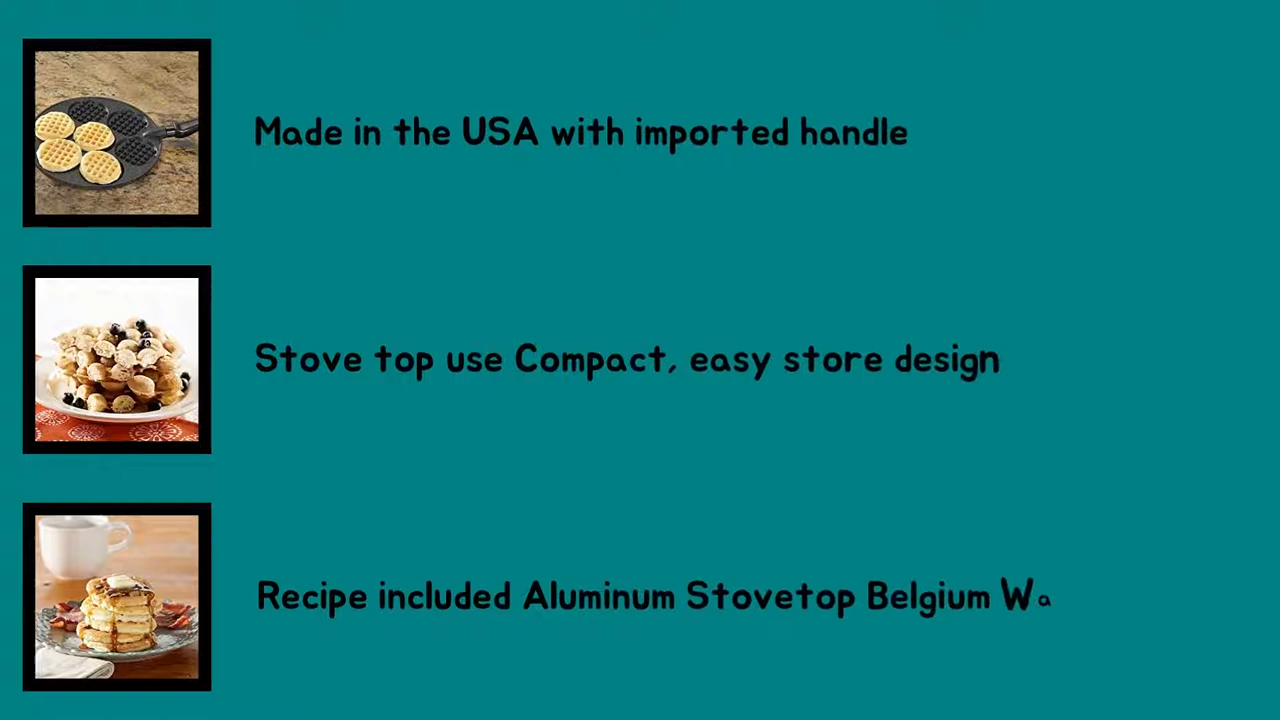 Made in the USA with imported handle
Stove top use Compact, easy store design
Recipe included Aluminum Stovetop Belgium Wa